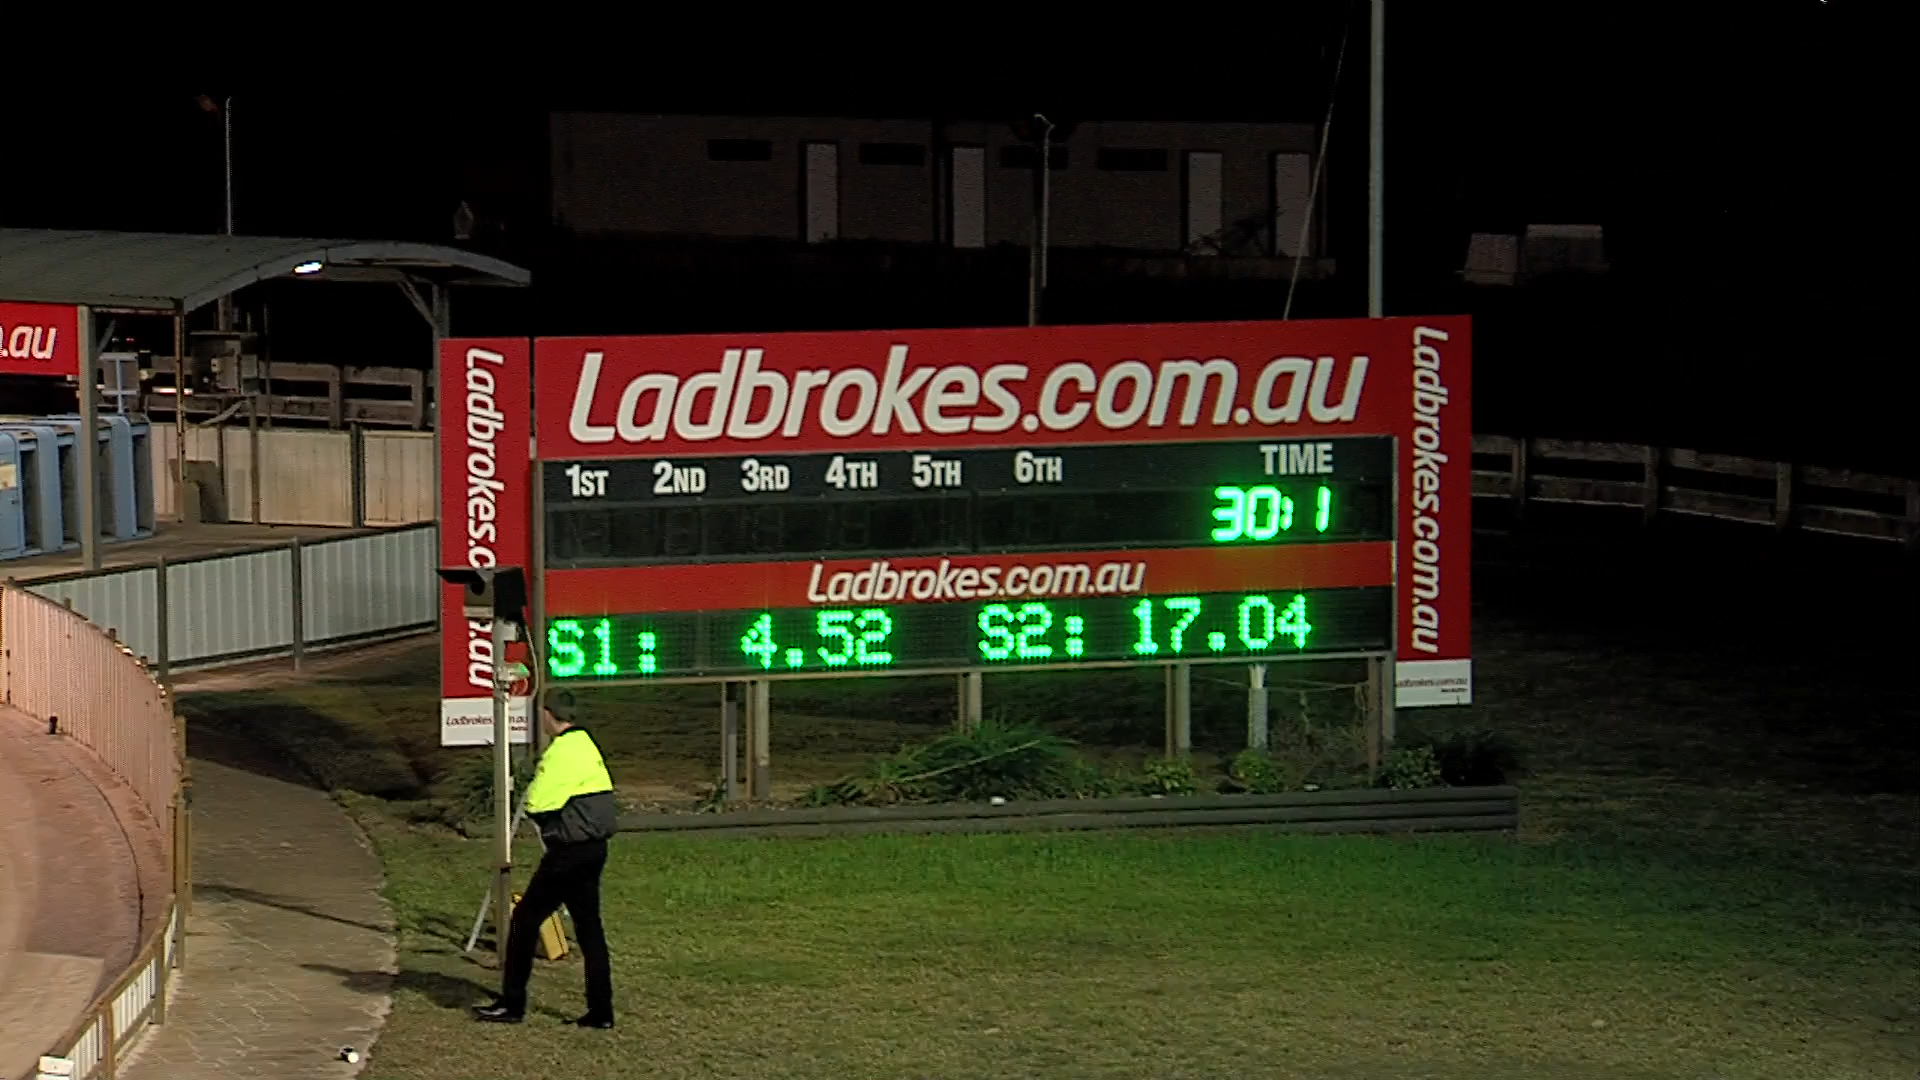 .au
Ladbrokes.com.au
Ladbrokes.com.au
Ladbrokes.com.au
1ST 2ND 3RD 4TH 5TH 6TH TIME
30:1
Ladbrokes.com.au
S1: 4.52 S2: 17.04